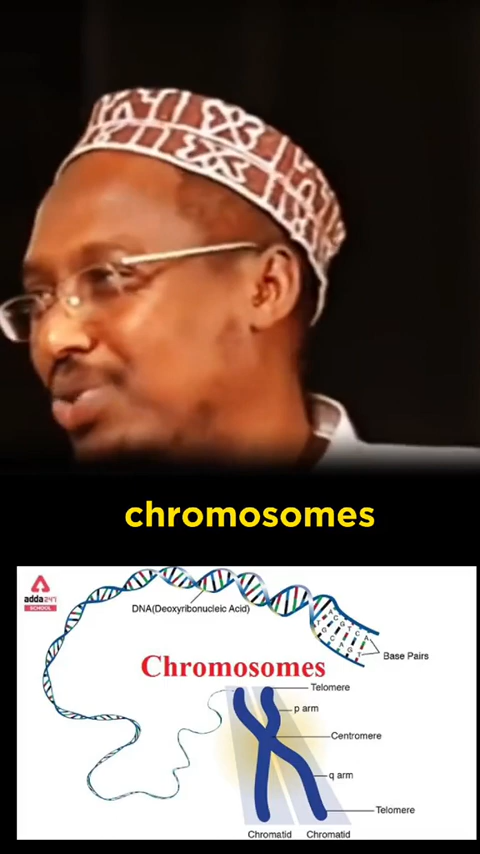 chromosomes
adda247
SCHOOL
DNA(Deoxyribonucleic Acid)
A C G T C A
T G C A G T
Base Pairs
Chromosomes
Telomere
p arm
Centromere
q arm
Telomere
Chromatid Chromatid